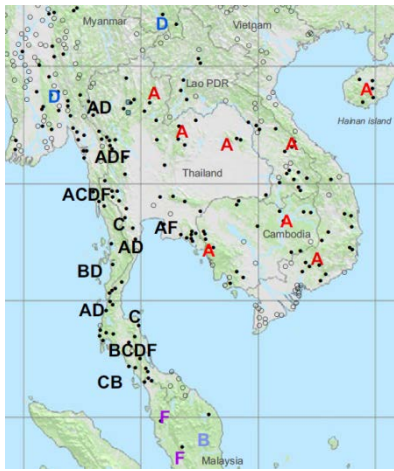 Myanmar
D
Vietnam
Lao PDR
D
AD
A
A
Hainan island
A
A
A
ADF
Thailand
ACDF
C
AF
A
Cambodia
AD
A
A
BD
AD
C
BCDF
CB
F
B
F
Malaysia